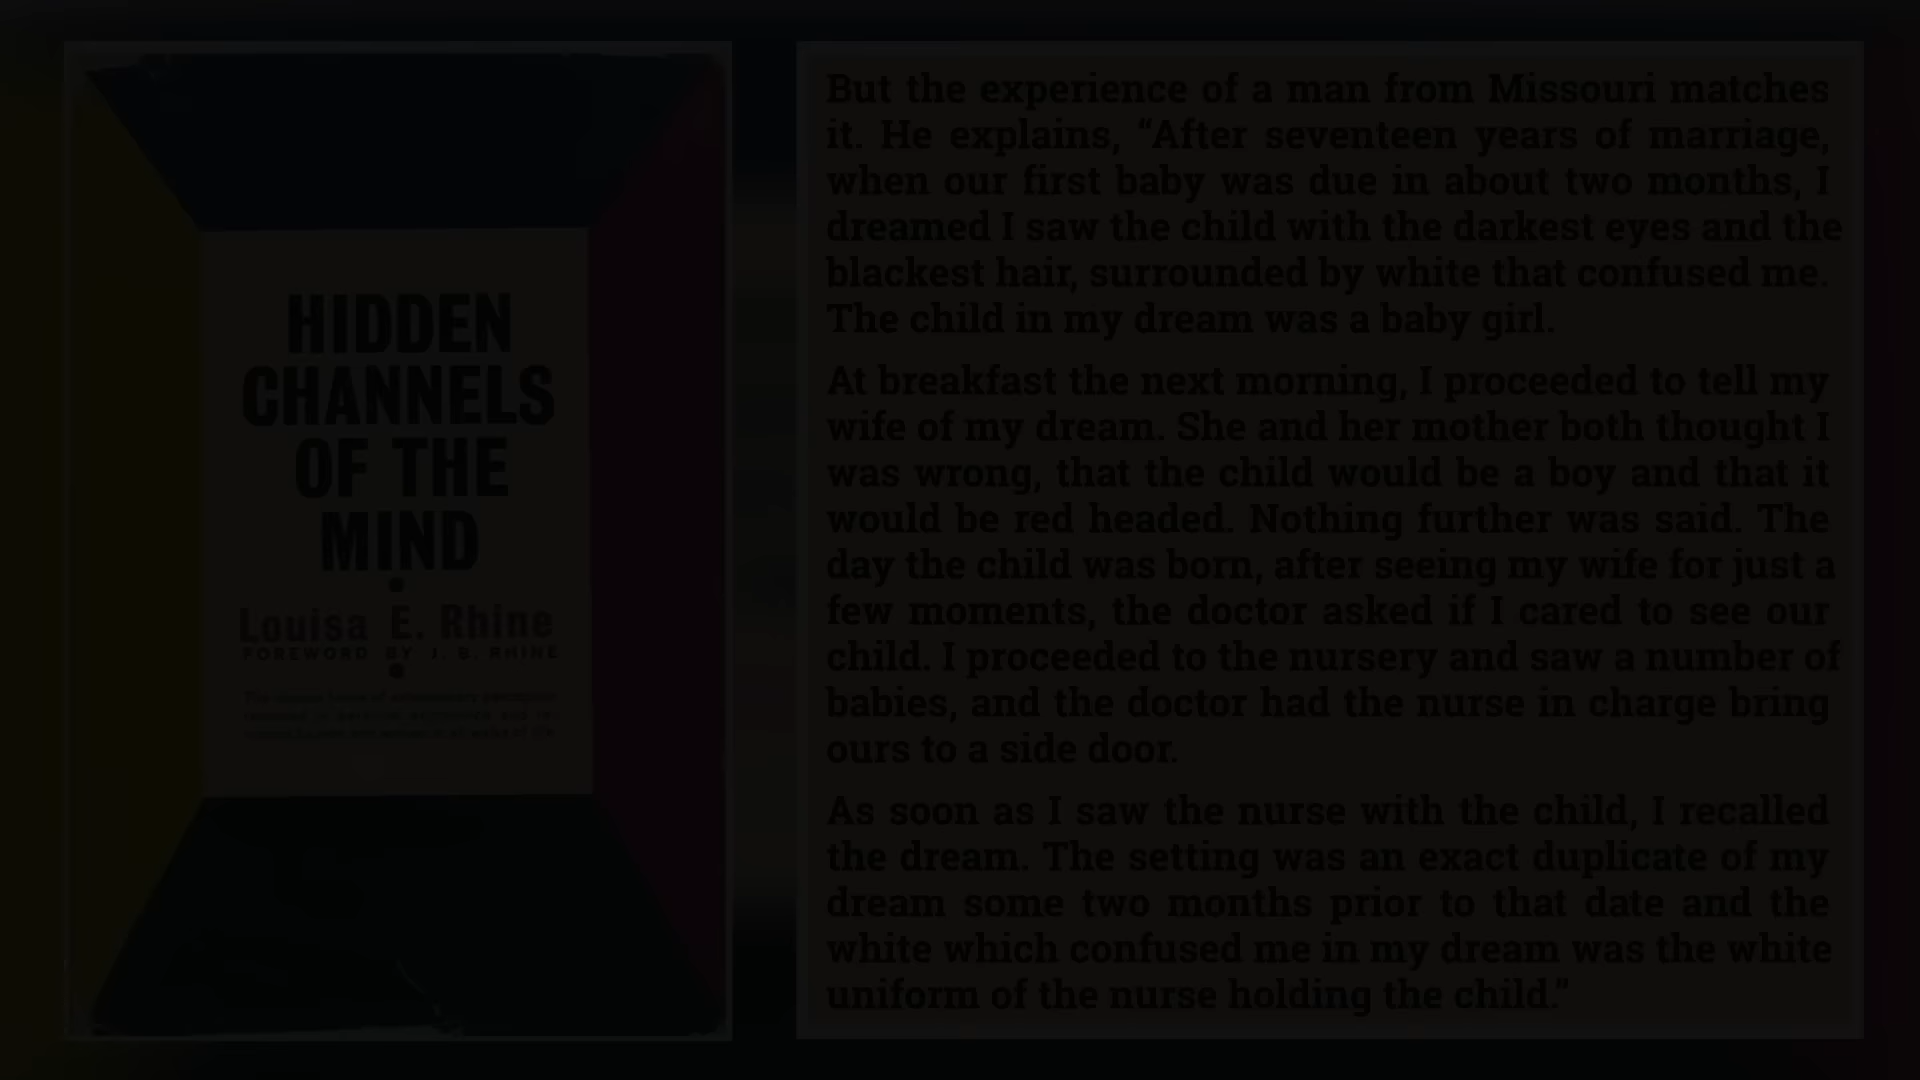 HIDDEN
CHANNELS
OF THE
MIND
Louisa E. Rhine
FOREWORD BY J. B. RHINE
But the experience of a man from Missouri matches
it. He explains, “After seventeen years of marriage,
when our first baby was due in about two months, I
dreamed I saw the child with the darkest eyes and the
blackest hair, surrounded by white that confused me.
The child in my dream was a baby girl.
At breakfast the next morning, I proceeded to tell my
wife of my dream. She and her mother both thought I
was wrong, that the child would be a boy and that it
would be red headed. Nothing further was said. The
day the child was born, after seeing my wife for just a
few moments, the doctor asked if I cared to see our
child. I proceeded to the nursery and saw a number of
babies, and the doctor had the nurse in charge bring
ours to a side door.
As soon as I saw the nurse with the child, I recalled
the dream. The setting was an exact duplicate of my
dream some two months prior to that date and the
white which confused me in my dream was the white
uniform of the nurse holding the child.”